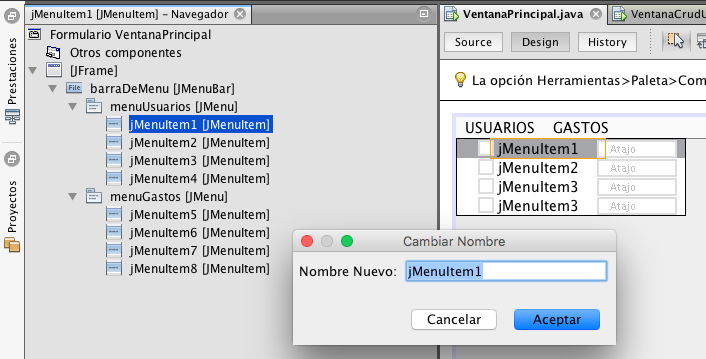 jMenuItem1 [JMenuItem] – Navegador
Formulario VentanaPrincipal
Otros componentes
[JFrame]
barraDeMenu [JMenuBar]
menuUsuarios [JMenu]
jMenuItem1 [JMenuItem]
jMenuItem2 [JMenuItem]
jMenuItem3 [JMenuItem]
jMenuItem4 [JMenuItem]
menuGastos [JMenu]
jMenuItem5 [JMenuItem]
jMenuItem6 [JMenuItem]
jMenuItem7 [JMenuItem]
jMenuItem8 [JMenuItem]
Prestaciones
Proyectos
VentanaPrincipal.java
VentanaCrudU
Source Design History
La opción Herramientas>Paleta>Com
USUARIOS GASTOS
jMenuItem1 Atajo
jMenuItem2 Atajo
jMenuItem3 Atajo
jMenuItem3 Atajo
Cambiar Nombre
Nombre Nuevo: jMenuItem1
Cancelar Aceptar
File